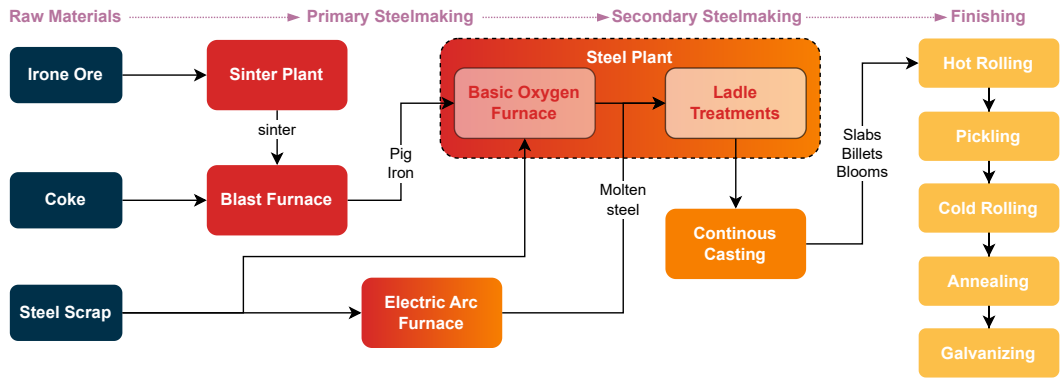 Raw Materials
Primary Steelmaking
Secondary Steelmaking
Finishing
Irone Ore
Sinter Plant
sinter
Coke
Blast Furnace
Pig
Iron
Steel Scrap
Electric Arc
Furnace
Steel Plant
Basic Oxygen
Furnace
Ladle
Treatments
Molten
steel
Continous
Casting
Slabs
Billets
Blooms
Hot Rolling
Pickling
Cold Rolling
Annealing
Galvanizing